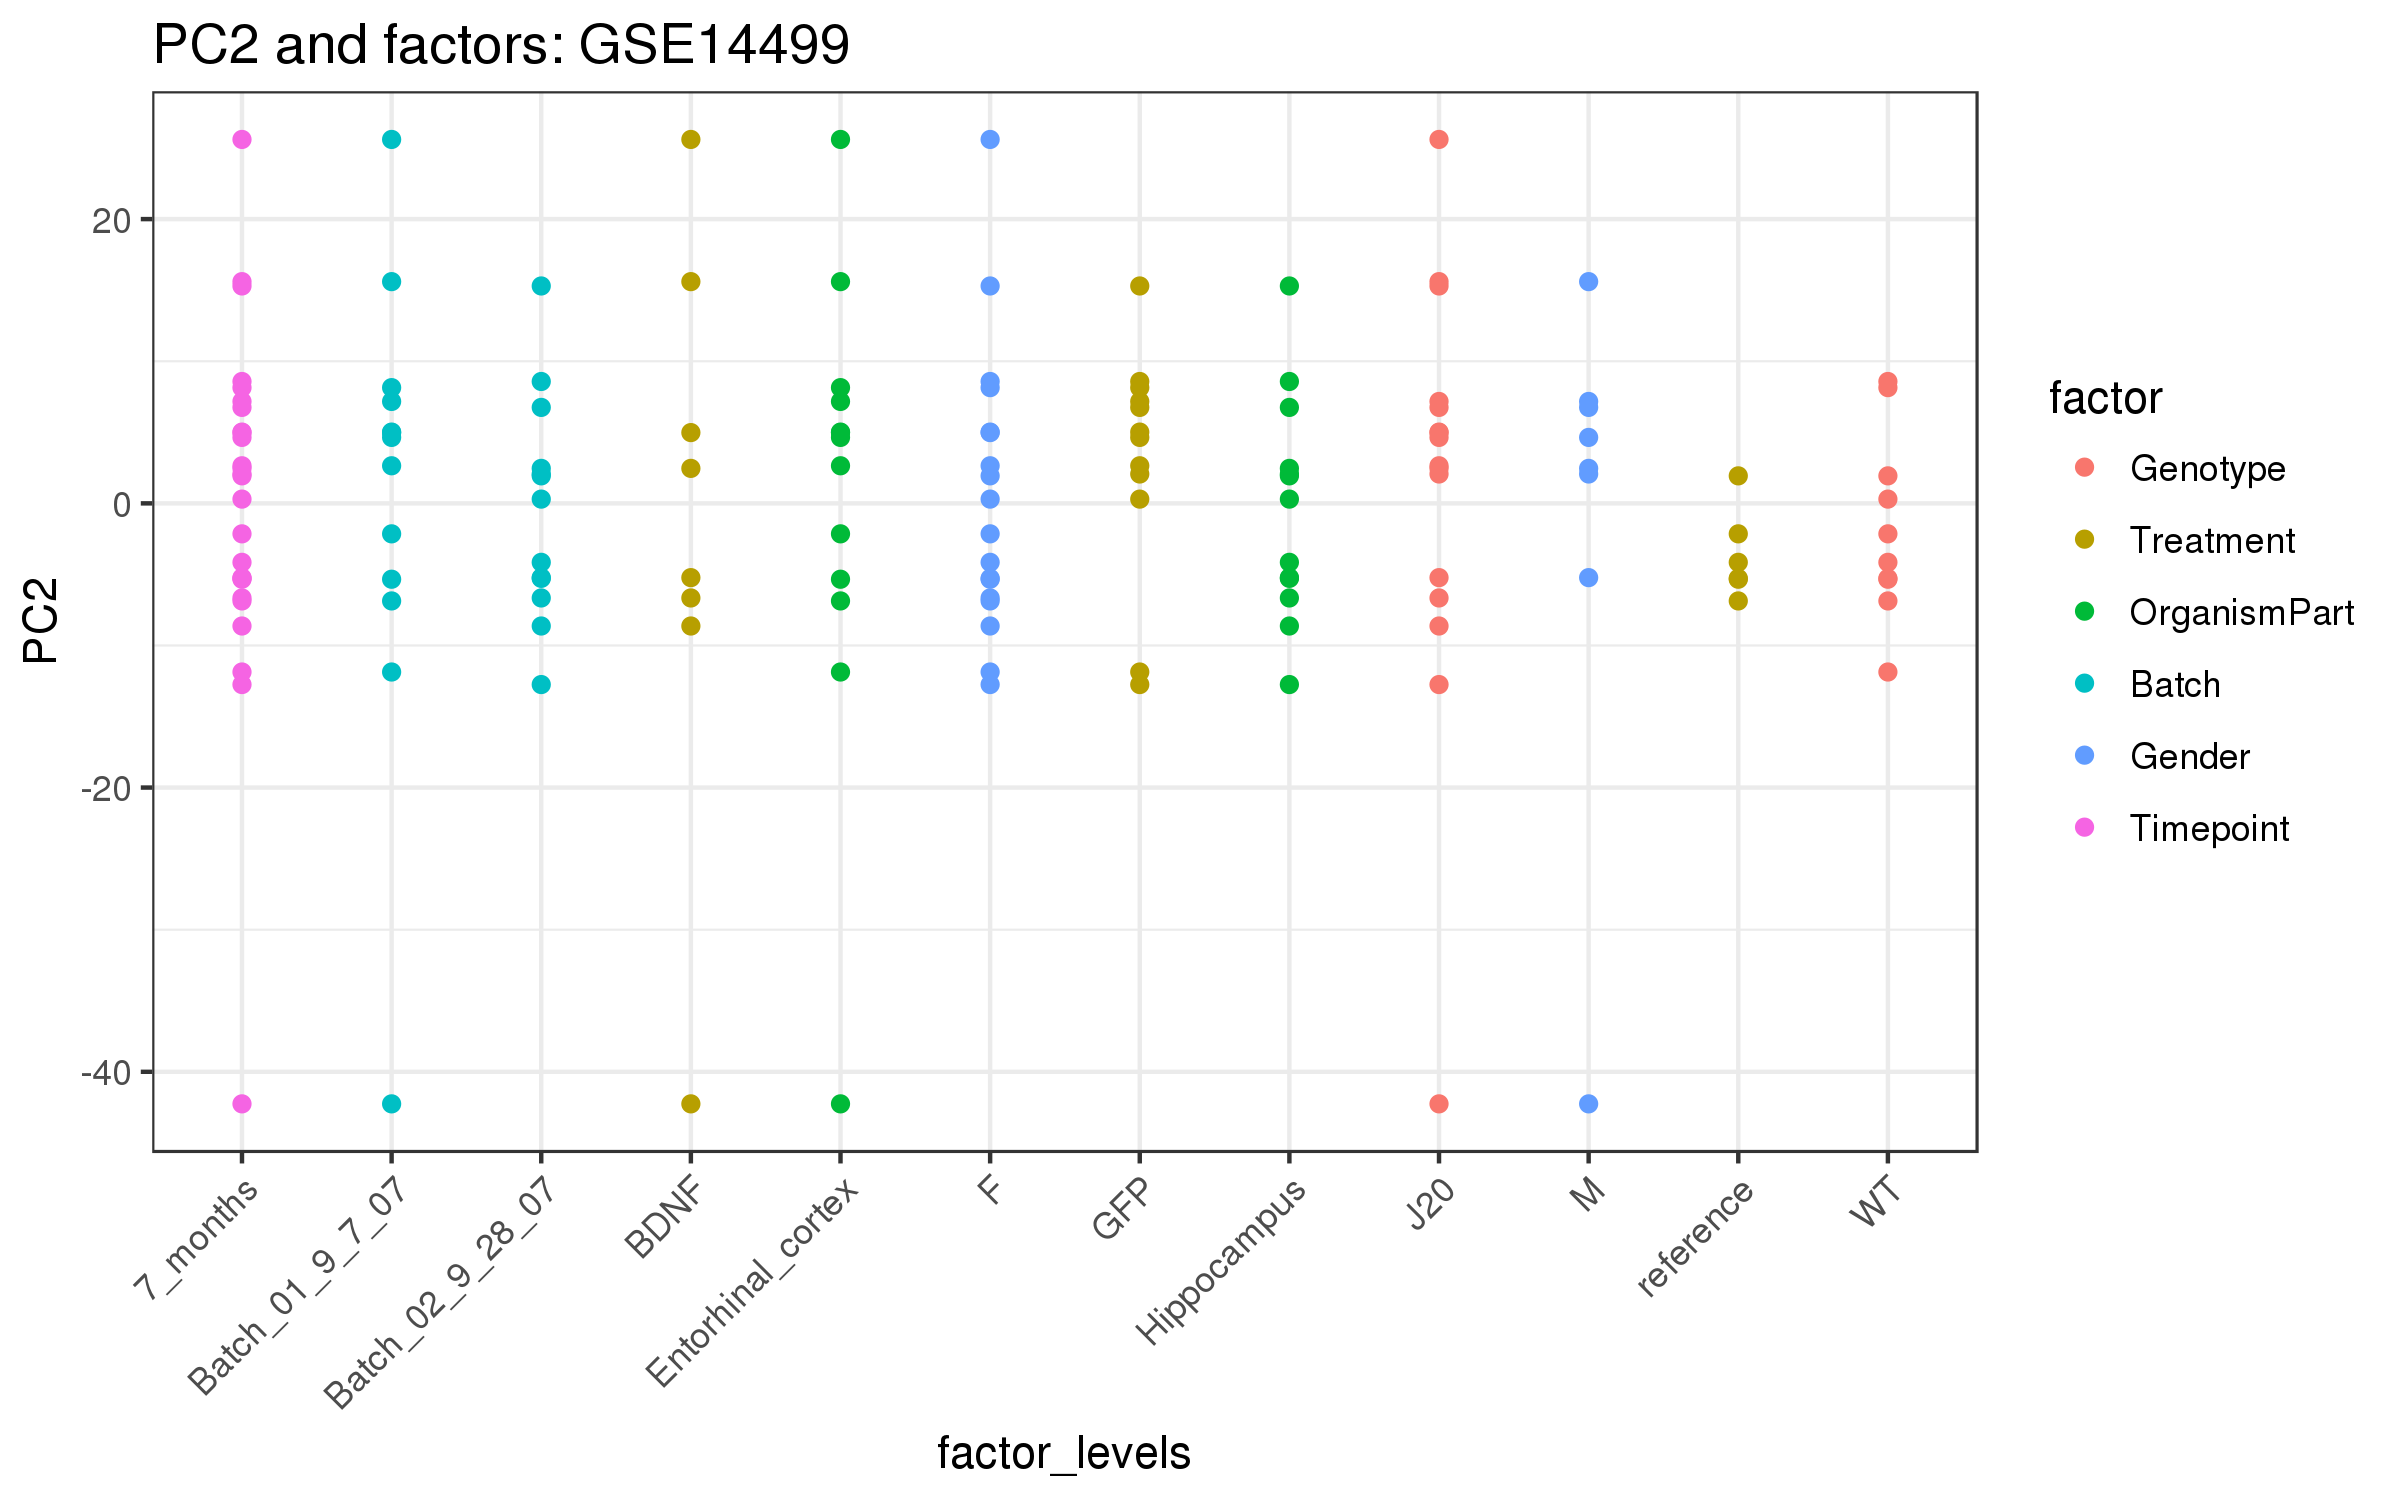 PC2 and factors: GSE14499
PC2
20
0
-20
-40
7_months
Batch_01_9_7_07
Batch_02_9_28_07
BDNF
Entorhinal_cortex
F
GFP
Hippocampus
J20
M
reference
WT
factor_levels
factor
Genotype
Treatment
OrganismPart
Batch
Gender
Timepoint